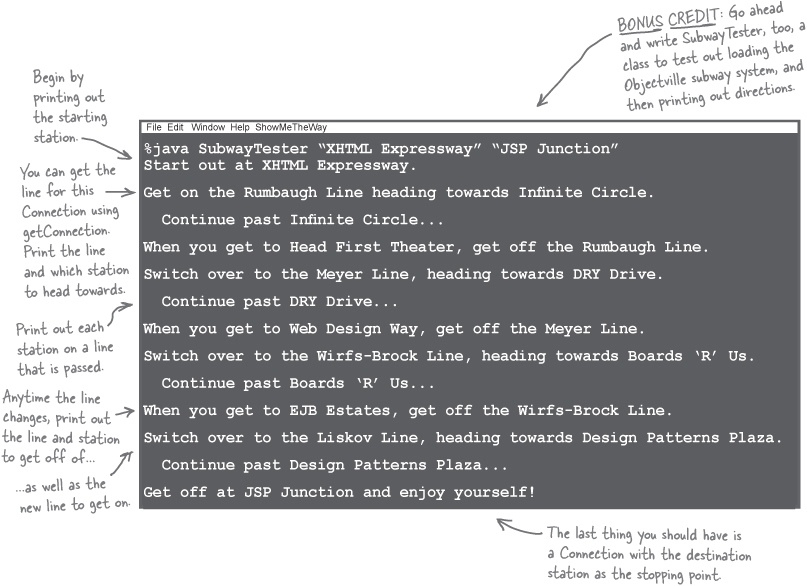 BONUS CREDIT: Go ahead
and write SubwayTester, too, a
class to test out loading the
Objectville subway system, and
then printing out directions.
Begin by
printing out
the starting
station.
File Edit Window Help ShowMeTheWay
%java SubwayTester “XHTML Expressway” “JSP Junction”
Start out at XHTML Expressway.
You can get the
line for this
Connection using
getConnection.
Print the line
and which station
to head towards.
Get on the Rumbaugh Line heading towards Infinite Circle.
Continue past Infinite Circle...
When you get to Head First Theater, get off the Rumbaugh Line.
Switch over to the Meyer Line, heading towards DRY Drive.
Continue past DRY Drive...
Print out each
station on a line
that is passed.
When you get to Web Design Way, get off the Meyer Line.
Switch over to the Wirfs-Brock Line, heading towards Boards ‘R’ Us.
Continue past Boards ‘R’ Us...
Anytime the line
changes, print out
the line and station
to get off of...
When you get to EJB Estates, get off the Wirfs-Brock Line.
Switch over to the Liskov Line, heading towards Design Patterns Plaza.
...as well as the
new line to get on.
Continue past Design Patterns Plaza...
Get off at JSP Junction and enjoy yourself!
The last thing you should have is
a Connection with the destination
station as the stopping point.